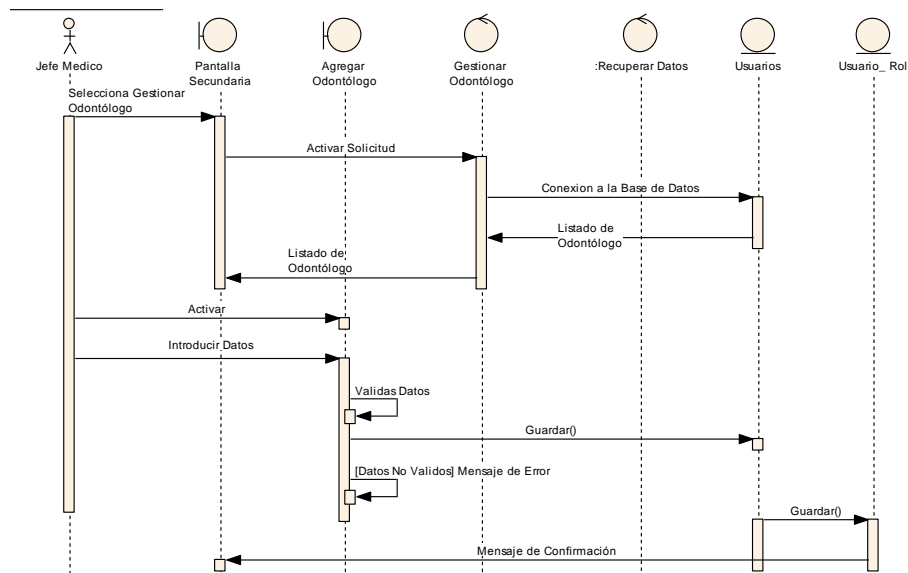 Jefe Medico
Pantalla
Secundaria
Agregar
Odontólogo
Gestionar
Odontólogo
:Recuperar Datos
Usuarios
Usuario_ Rol
Selecciona Gestionar
Odontólogo
Activar Solicitud
Conexion a la Base de Datos
Listado de
Odontólogo
Listado de
Odontólogo
Activar
Introducir Datos
Validas Datos
Guardar()
[Datos No Validos] Mensaje de Error
Guardar()
Mensaje de Confirmación